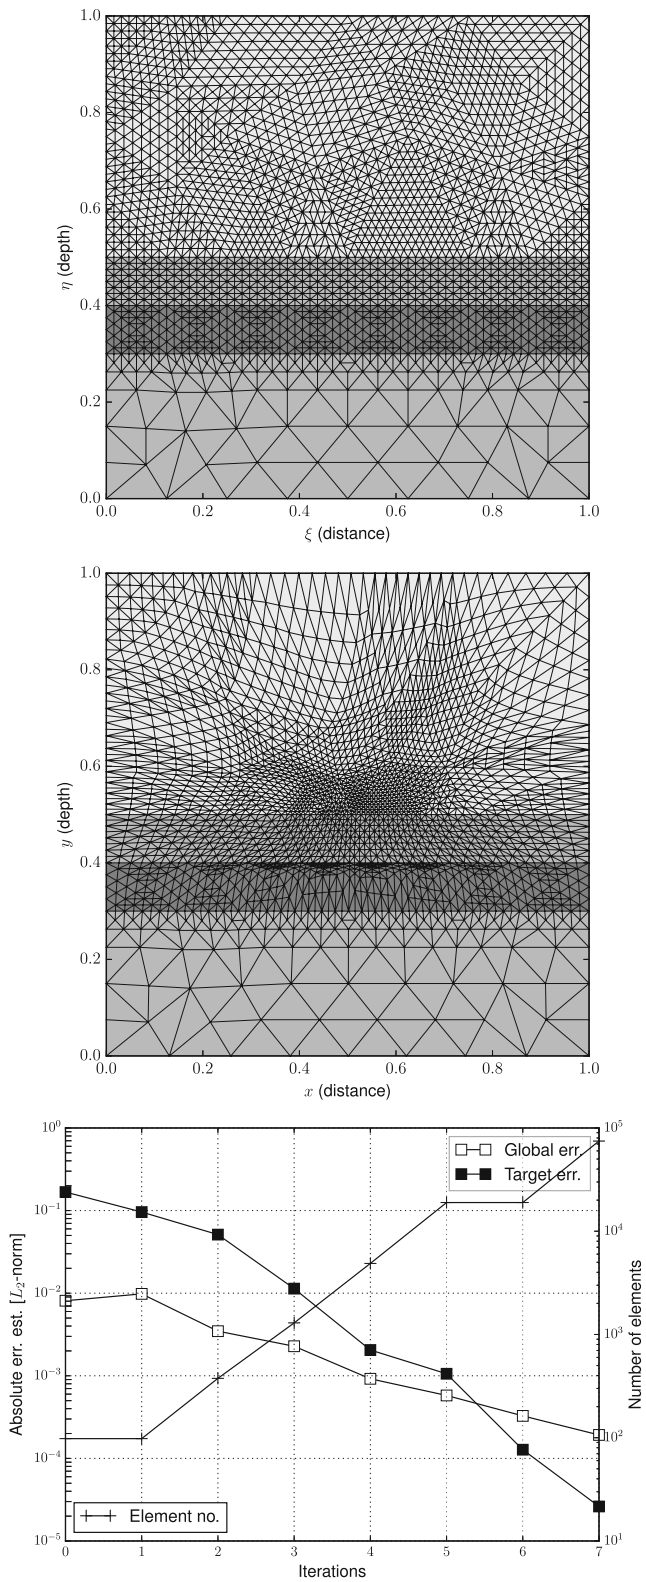 1.0
0.8
0.6
0.4
0.2
0.0
η (depth)
0.0 0.2 0.4 0.6 0.8 1.0
ξ (distance)
1.0
0.8
0.6
0.4
0.2
0.0
y (depth)
0.0 0.2 0.4 0.6 0.8 1.0
x (distance)
10⁰
10⁻¹
10⁻²
10⁻³
10⁻⁴
10⁻⁵
Absolute err. est. [L₂-norm]
Global err.
Target err.
Element no.
10⁵
10⁴
10³
10²
10¹
Number of elements
0 1 2 3 4 5 6 7
Iterations